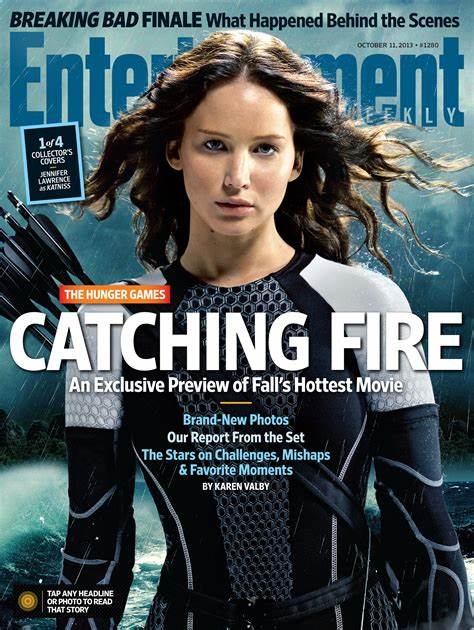 BREAKING BAD FINALE What Happened Behind the Scenes
OCTOBER 11, 2013 • #1280
Entertainment
WEEKLY
1 of 4
COLLECTOR'S
COVERS
JENNIFER
LAWRENCE
as KATNISS
THE HUNGER GAMES
CATCHING FIRE
An Exclusive Preview of Fall's Hottest Movie
Brand-New Photos
Our Report From the Set
The Stars on Challenges, Mishaps
& Favorite Moments
BY KAREN VALBY
TAP ANY HEADLINE
OR PHOTO TO READ
THAT STORY